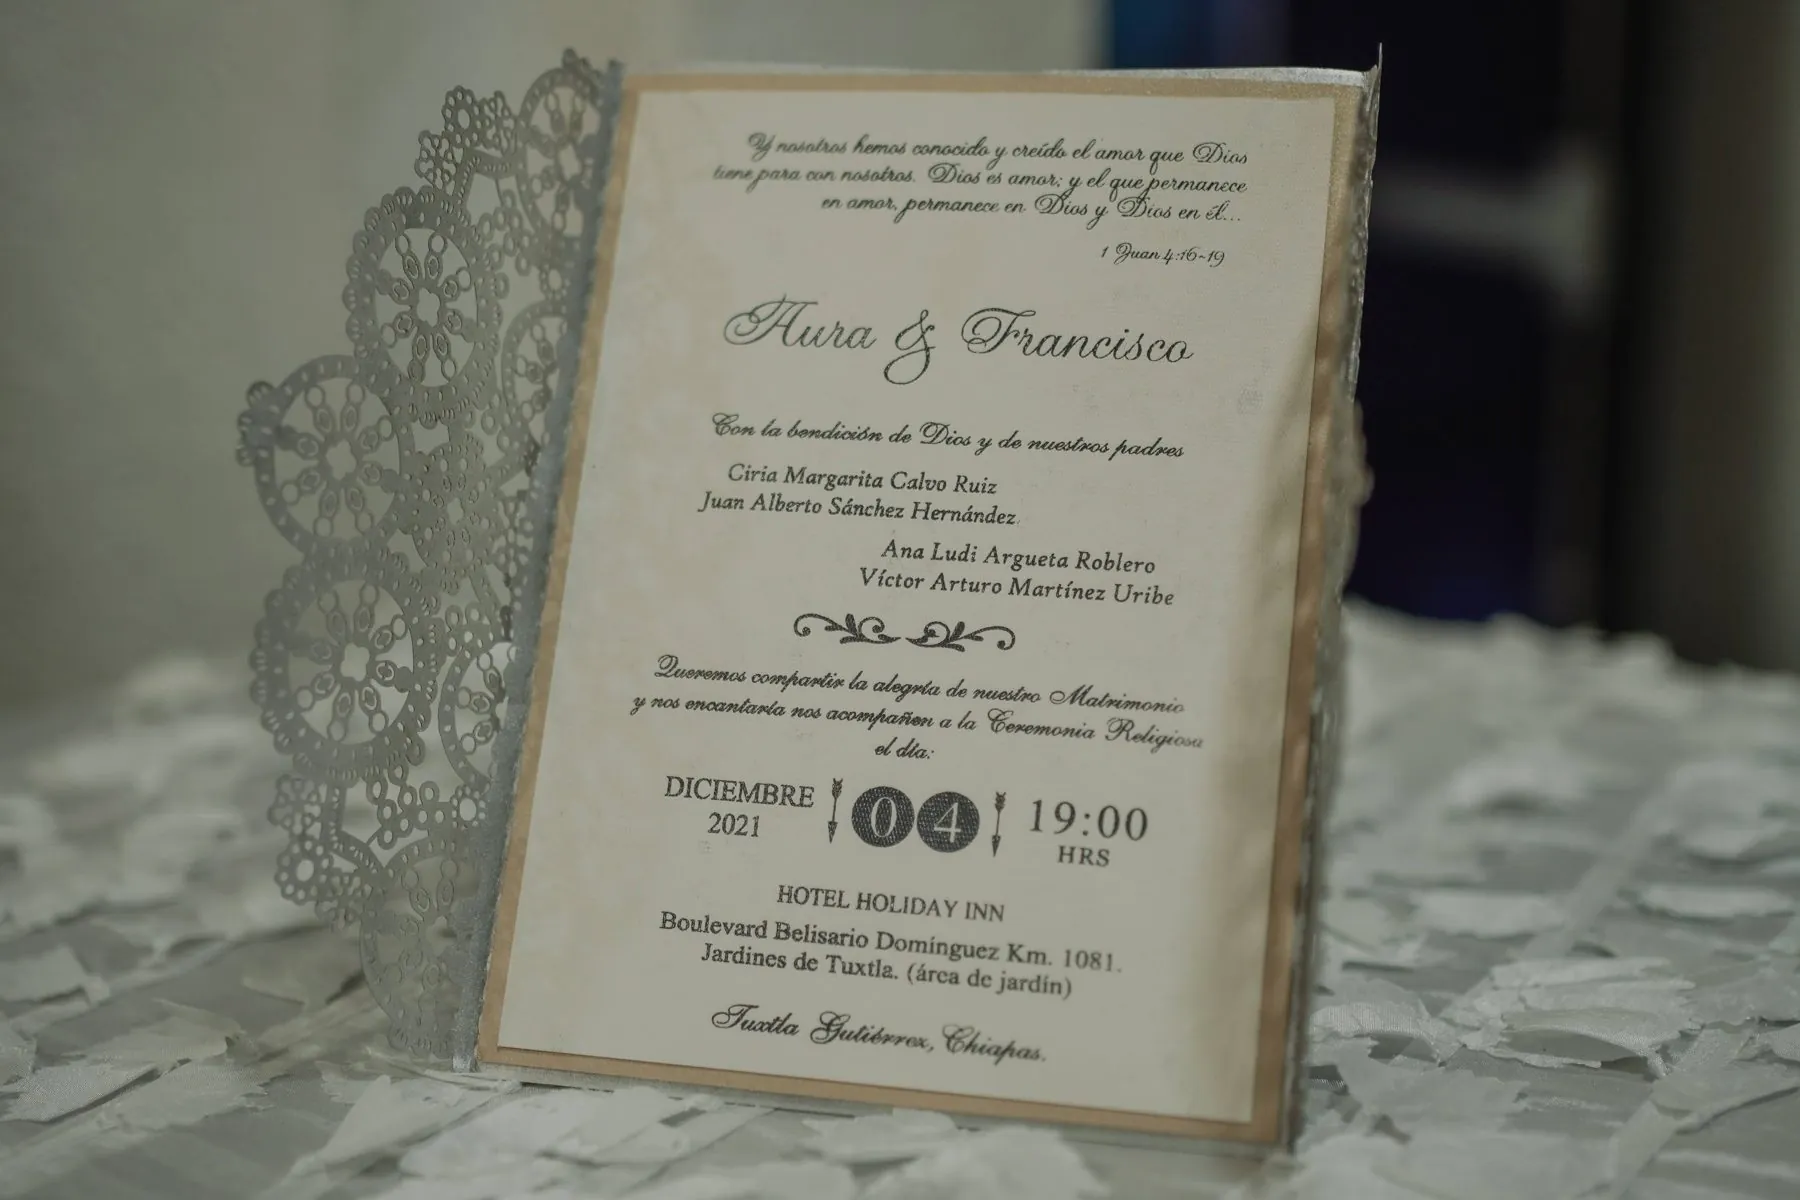 Y nosotros hemos conocido y creído el amor que Dios
tiene para con nosotros. Dios es amor; y el que permanece
en amor, permanece en Dios y Dios en él...
1 Juan 4:16-19
Aura & Francisco
Con la bendición de Dios y de nuestros padres
Ciria Margarita Calvo Ruiz
Juan Alberto Sánchez Hernández
Ana Ludi Argueta Roblero
Víctor Arturo Martínez Uribe
Queremos compartir la alegría de nuestro Matrimonio
y nos encantaría nos acompañen a la Ceremonia Religiosa
el día:
DICIEMBRE
2021
04
19:00
HRS
HOTEL HOLIDAY INN
Boulevard Belisario Domínguez Km. 1081.
Jardines de Tuxtla. (área de jardín)
Tuxtla Gutiérrez, Chiapas.